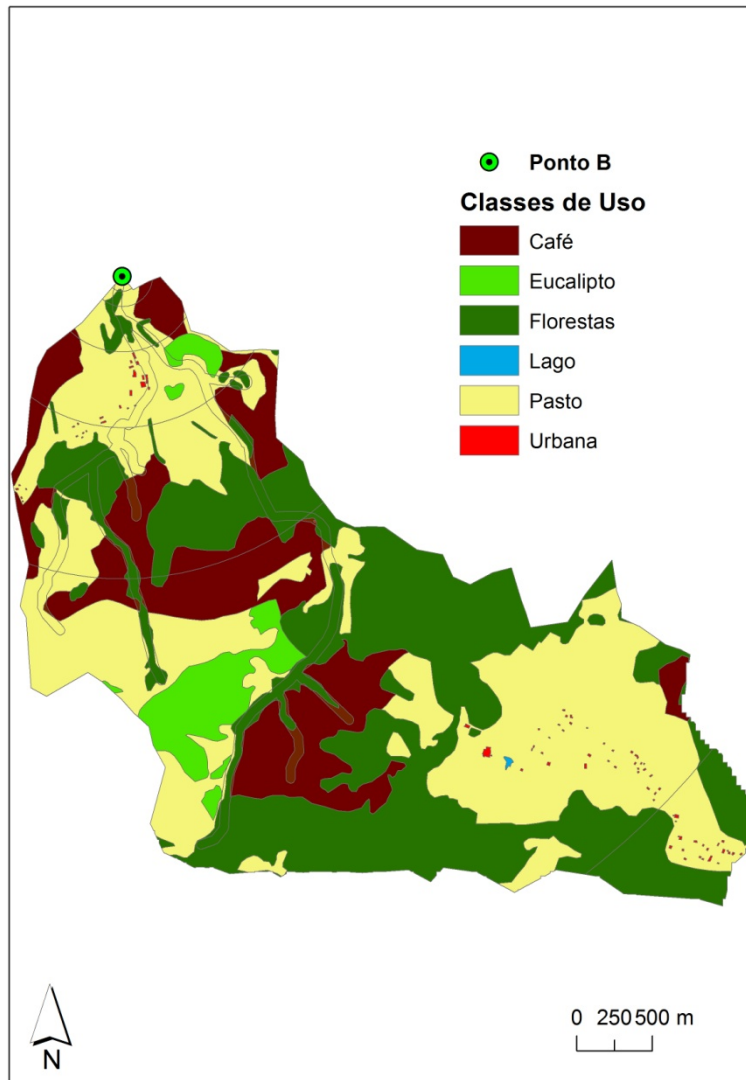 Ponto B
Classes de Uso
Café
Eucalipto
Florestas
Lago
Pasto
Urbana
N
0 250 500 m